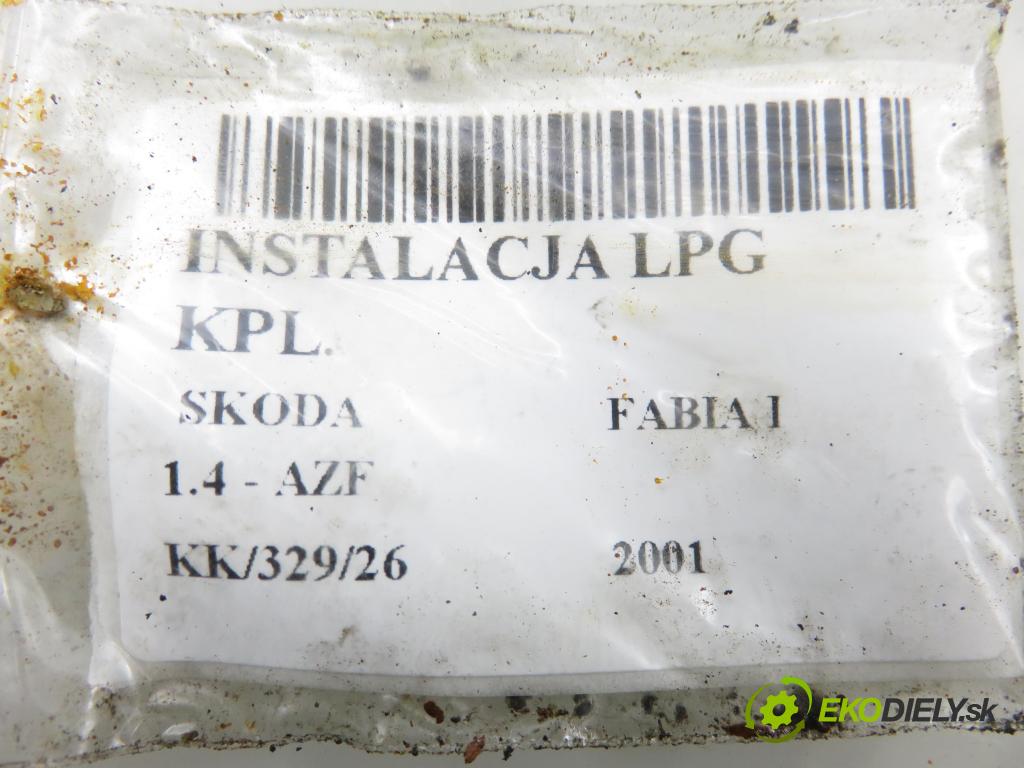 INSTALACJA LPG
KPL.
SKODA FABIA I
1.4 - AZF
KK/329/26 2001
EKODIELY.sk